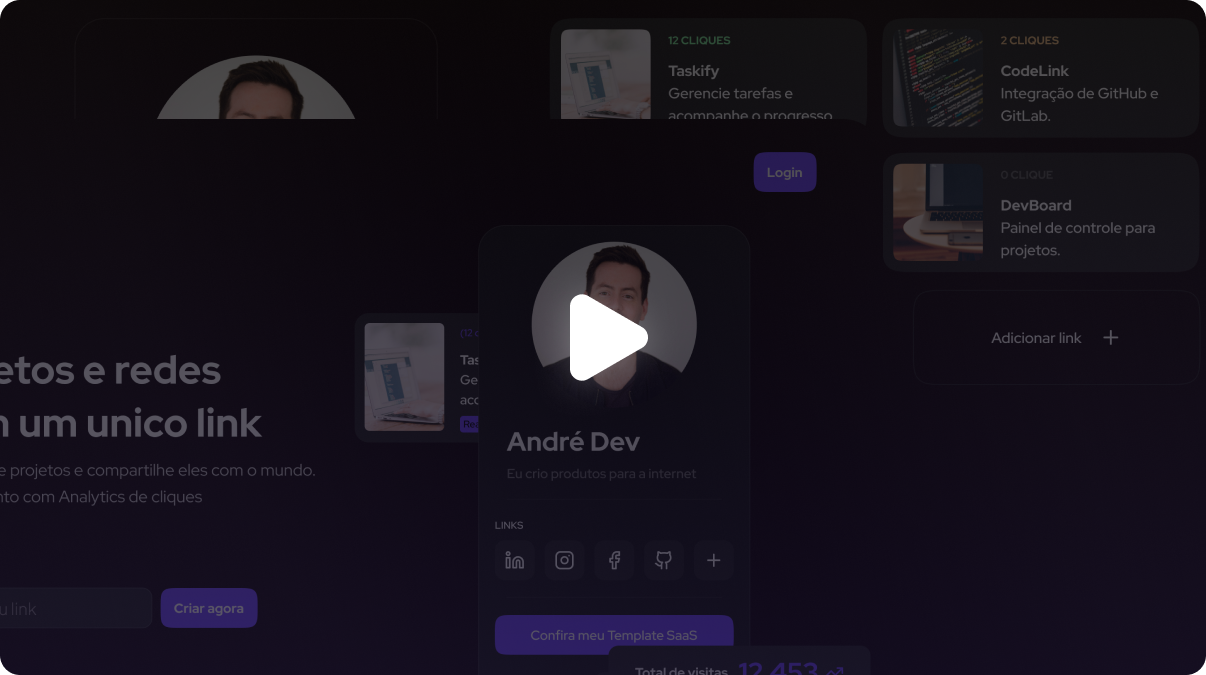 12 CLIQUES
Taskify
Gerencie tarefas e
acompanhe o progresso
2 CLIQUES
CodeLink
Integração de GitHub e
GitLab.
Login
0 CLIQUE
DevBoard
Painel de controle para
projetos.
Adicionar link
etos e redes
um unico link
e projetos e compartilhe eles com o mundo.
nto com Analytics de cliques
u link
Criar agora
(12
Tas
Ge
aco
André Dev
Eu crio produtos para a internet
LINKS
Confira meu Template SaaS
Total de visitas 12.453